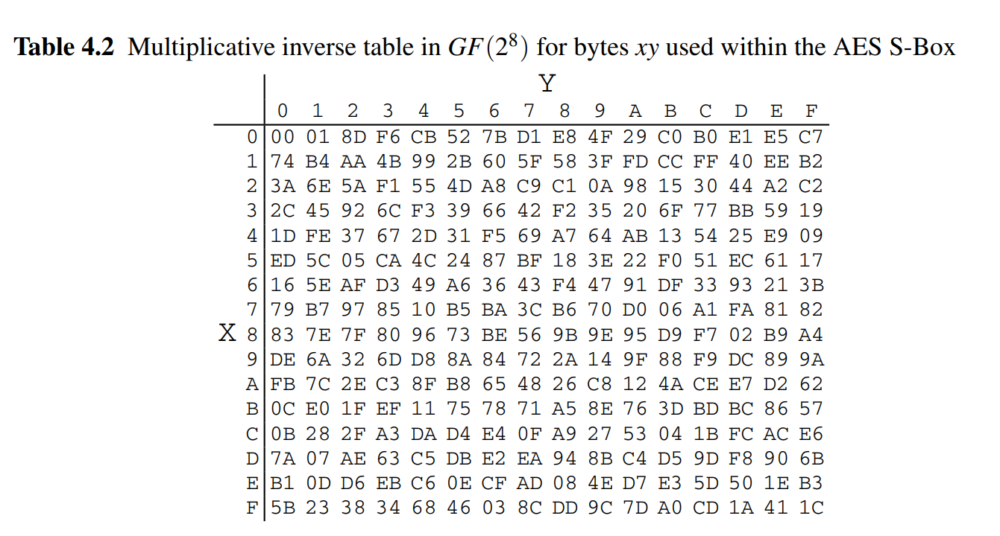 Table 4.2 Multiplicative inverse table in GF(2⁸) for bytes xy used within the AES S-Box
Y
0 1 2 3 4 5 6 7 8 9 A B C D E F
0 00 01 8D F6 CB 52 7B D1 E8 4F 29 C0 B0 E1 E5 C7
1 74 B4 AA 4B 99 2B 60 5F 58 3F FD CC FF 40 EE B2
2 3A 6E 5A F1 55 4D A8 C9 C1 0A 98 15 30 44 A2 C2
3 2C 45 92 6C F3 39 66 42 F2 35 20 6F 77 BB 59 19
4 1D FE 37 67 2D 31 F5 69 A7 64 AB 13 54 25 E9 09
5 ED 5C 05 CA 4C 24 87 BF 18 3E 22 F0 51 EC 61 17
6 16 5E AF D3 49 A6 36 43 F4 47 91 DF 33 93 21 3B
7 79 B7 97 85 10 B5 BA 3C B6 70 D0 06 A1 FA 81 82
X 8 83 7E 7F 80 96 73 BE 56 9B 9E 95 D9 F7 02 B9 A4
9 DE 6A 32 6D D8 8A 84 72 2A 14 9F 88 F9 DC 89 9A
A FB 7C 2E C3 8F B8 65 48 26 C8 12 4A CE E7 D2 62
B 0C E0 1F EF 11 75 78 71 A5 8E 76 3D BD BC 86 57
C 0B 28 2F A3 DA D4 E4 0F A9 27 53 04 1B FC AC E6
D 7A 07 AE 63 C5 DB E2 EA 94 8B C4 D5 9D F8 90 6B
E B1 0D D6 EB C6 0E CF AD 08 4E D7 E3 5D 50 1E B3
F 5B 23 38 34 68 46 03 8C DD 9C 7D A0 CD 1A 41 1C